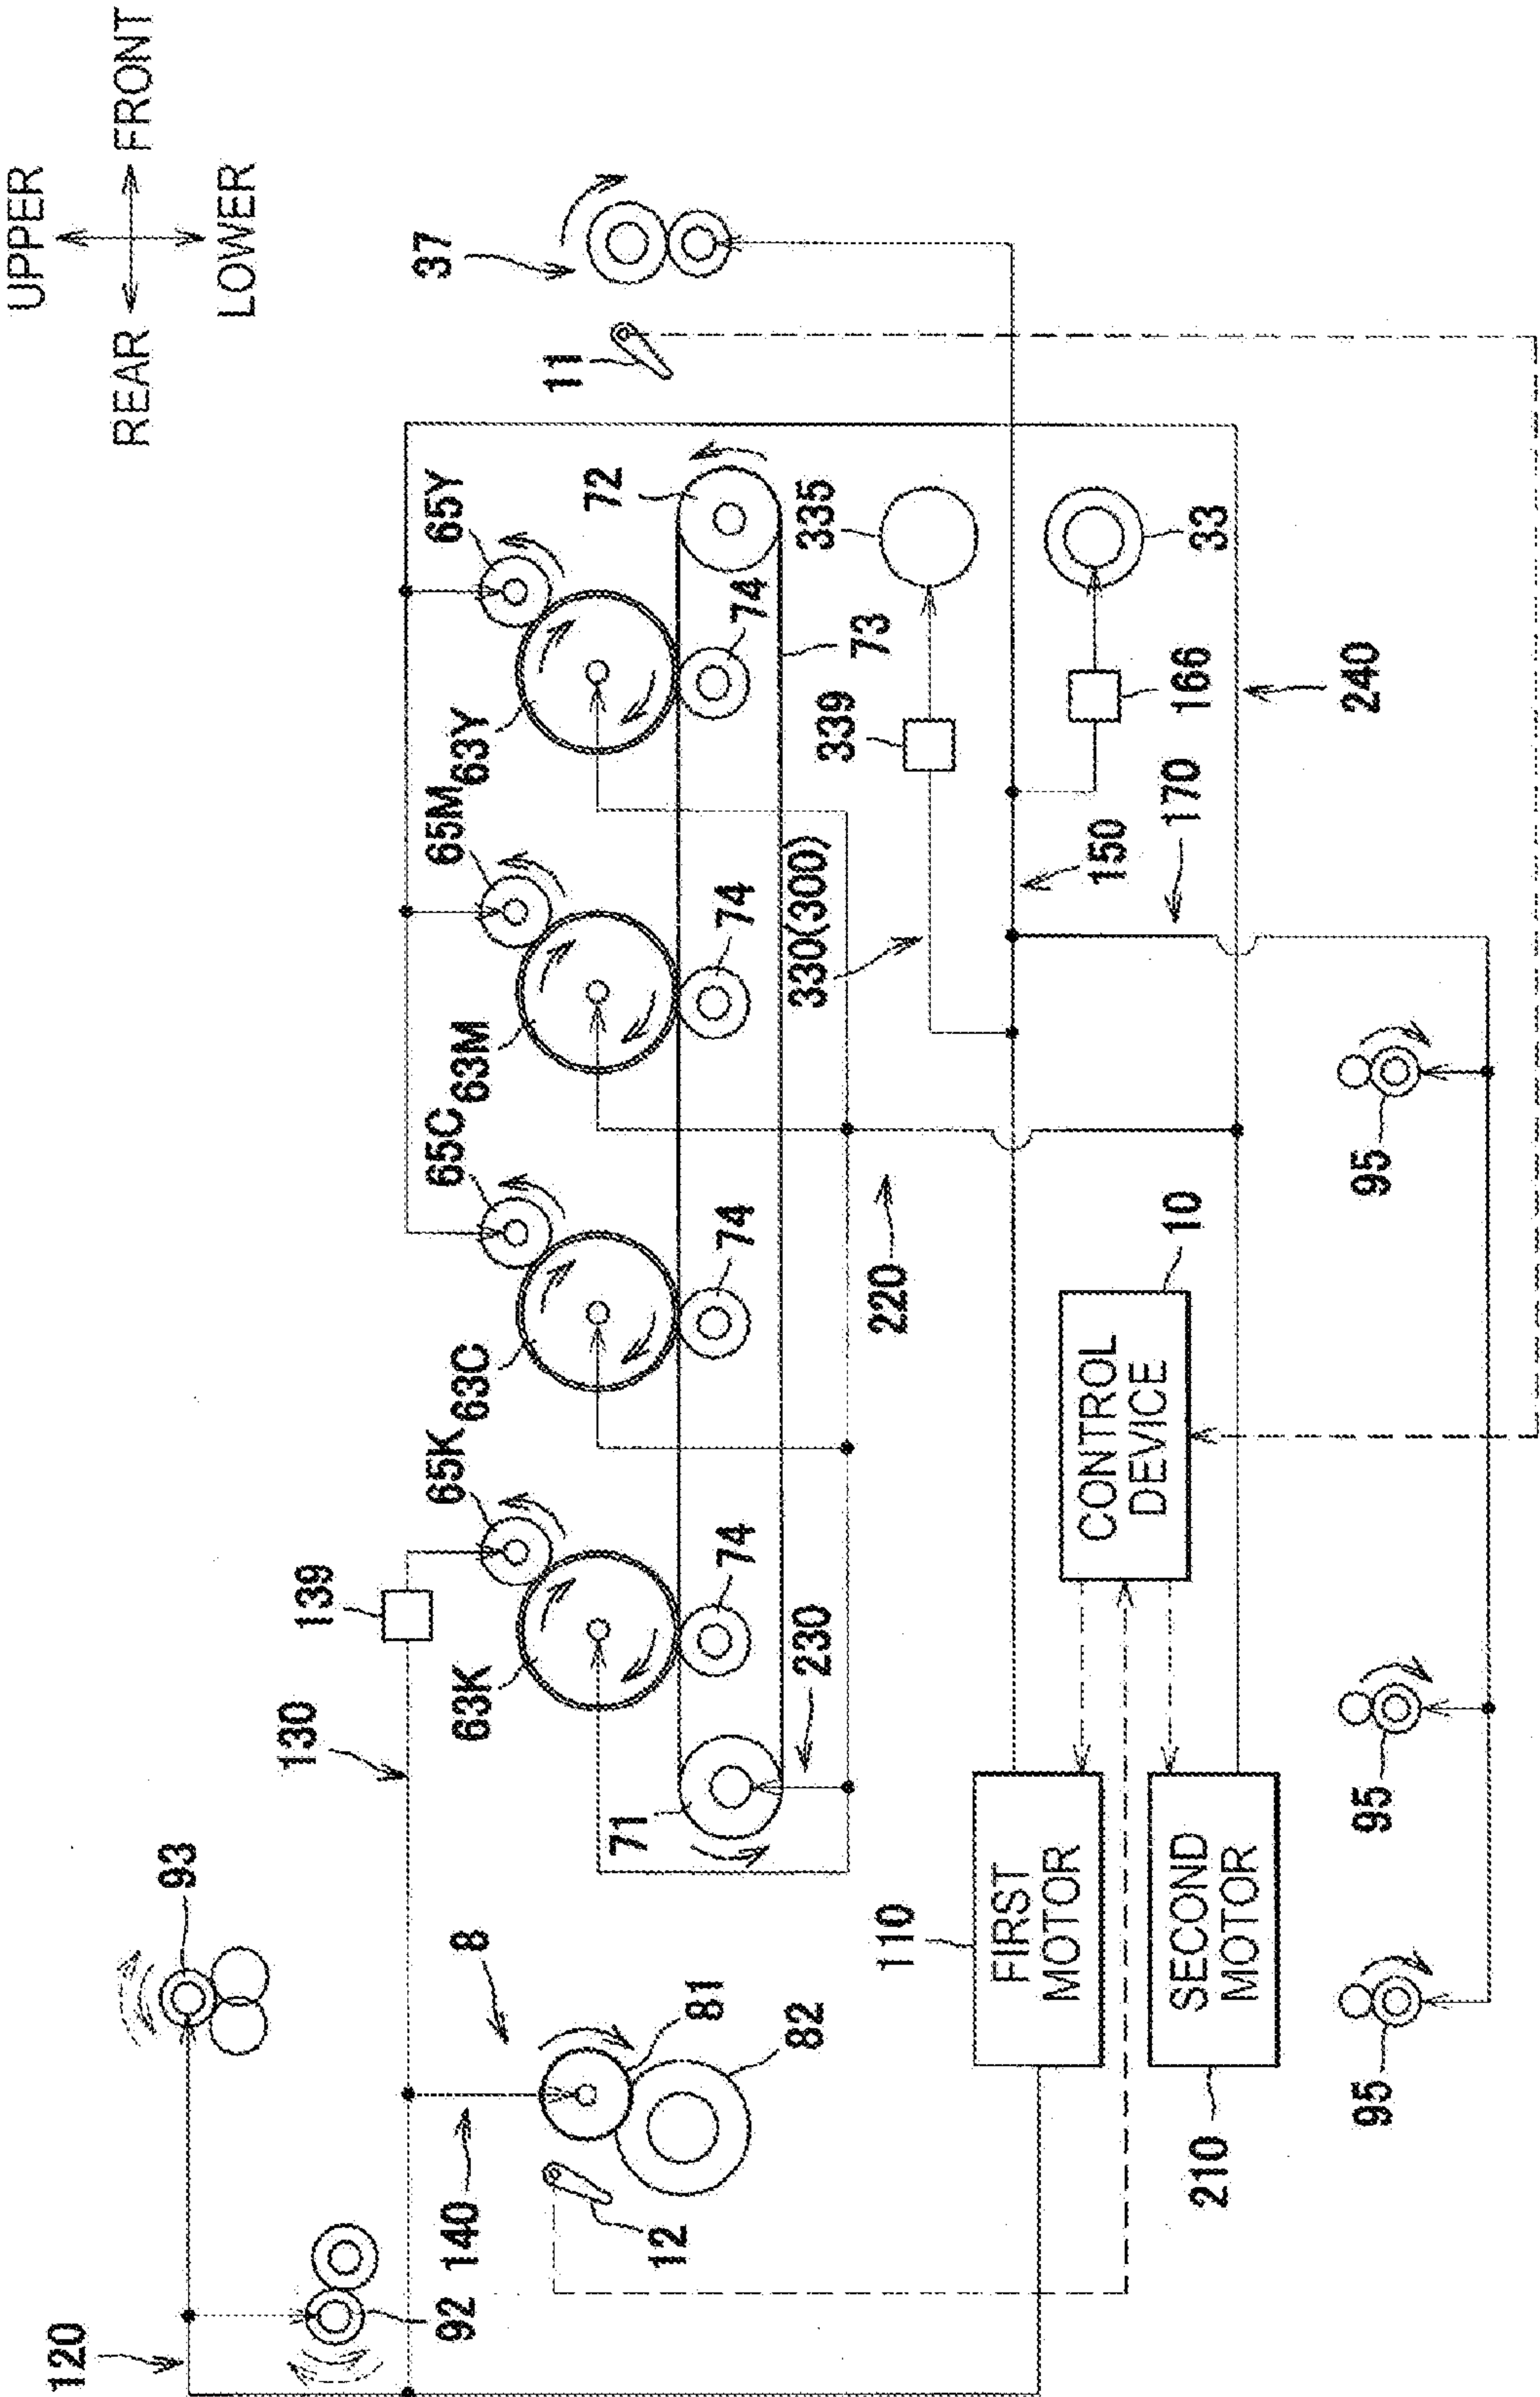 UPPER
REAR
FRONT
LOWER
120
92
93
130
139
140
8
12
81
82
65K
63K
65C
63C
65M
63M
65Y
63Y
37
11
71
72
73
74
74
74
74
230
220
330(300)
339
335
150
166
33
170
240
110
FIRST
MOTOR
SECOND
MOTOR
210
CONTROL
DEVICE
10
95
95
95